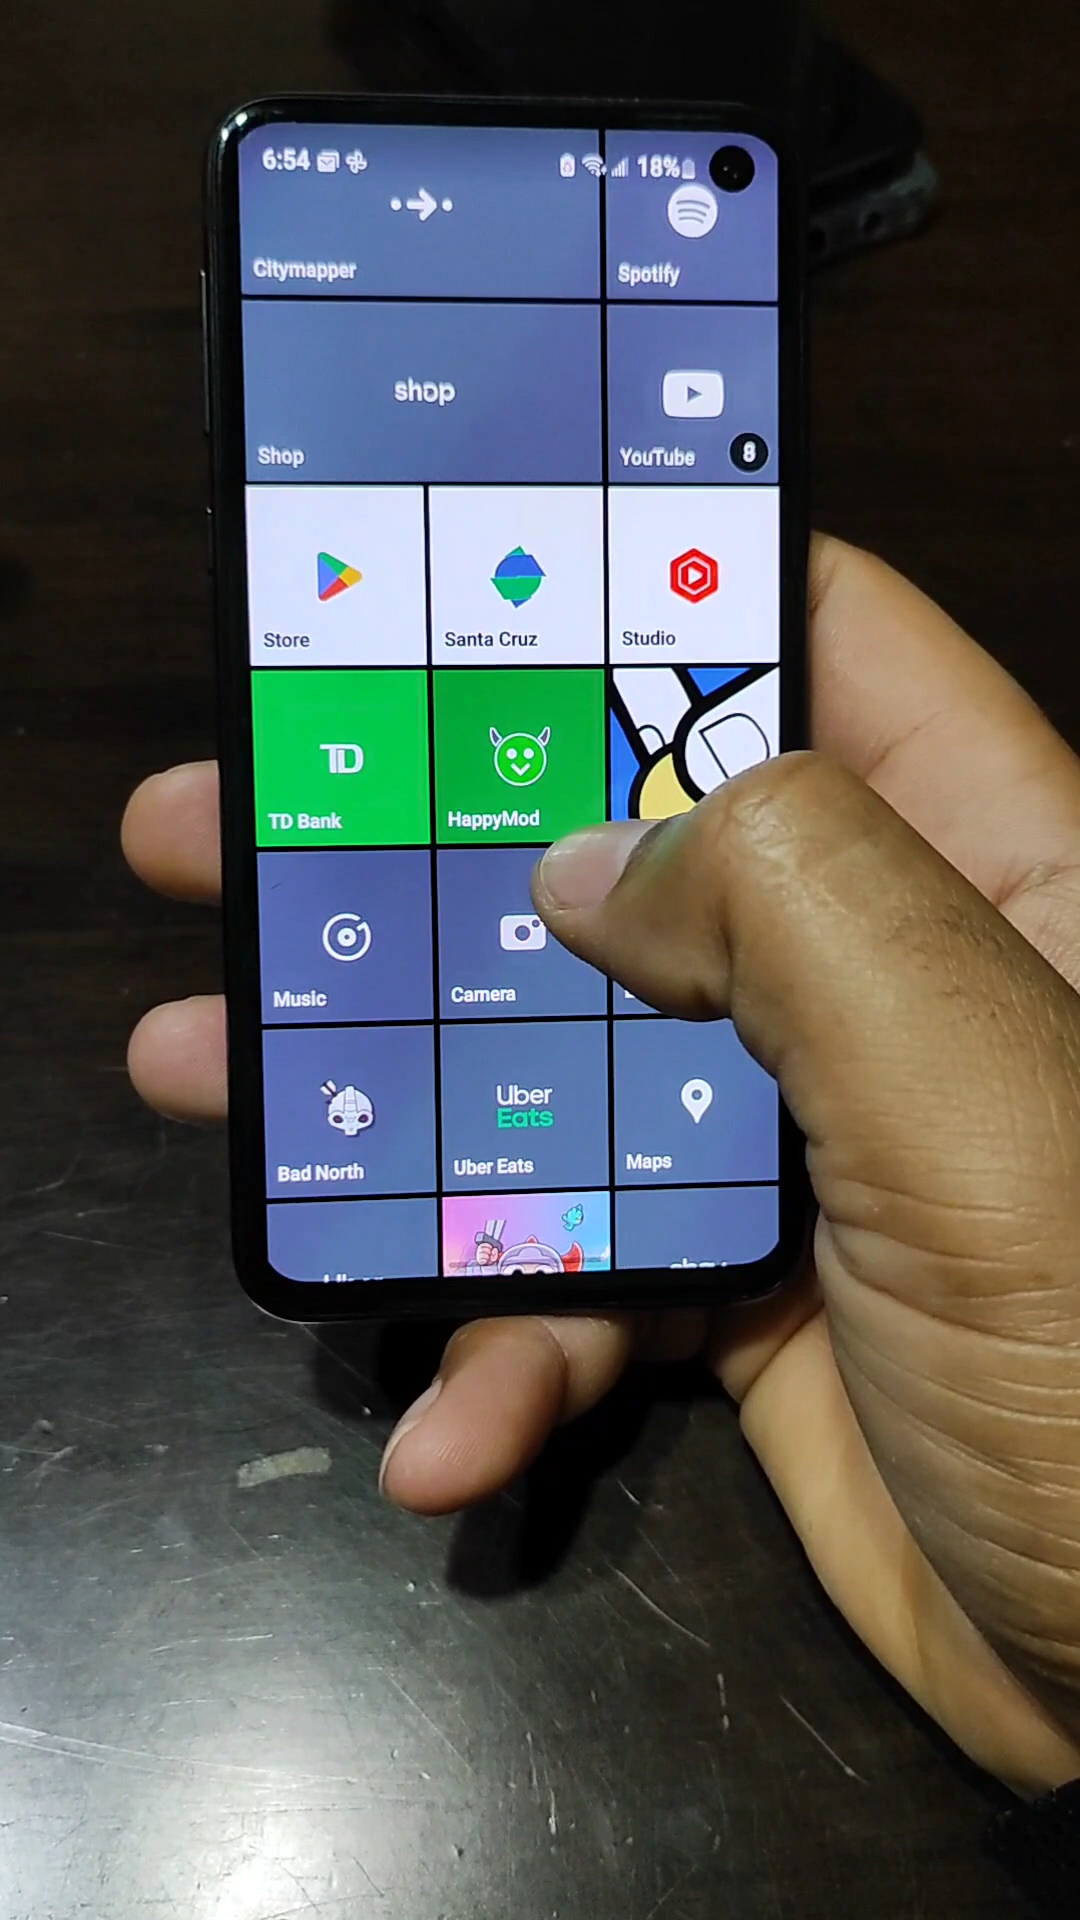 6:54 18%
Citymapper
Spotify
shop
Shop
YouTube 8
Store
Santa Cruz
Studio
TD
TD Bank
HappyMod
Music
Camera
Uber
Eats
Bad North
Uber Eats
Maps